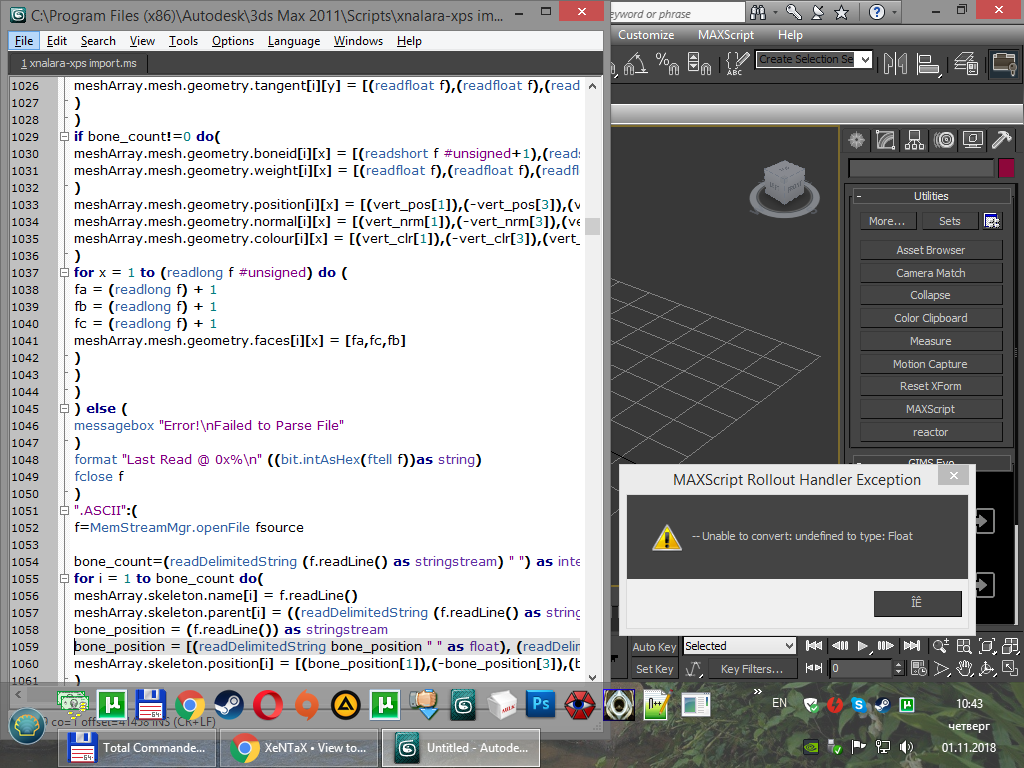 C:\Program Files (x86)\Autodesk\3ds Max 2011\Scripts\xnalara-xps im...
File Edit Search View Tools Options Language Windows Help
1 xnalara-xps import.ms
1026 meshArray.mesh.geometry.tangent[i][y] = [(readfloat f),(readfloat f),(read
1027 )
1028 )
1029 if bone_count!=0 do(
1030 meshArray.mesh.geometry.boneid[i][x] = [(readshort f #unsigned+1),(reads
1031 meshArray.mesh.geometry.weight[i][x] = [(readfloat f),(readfloat f),(readfl
1032 )
1033 meshArray.mesh.geometry.position[i][x] = [(vert_pos[1]),(-vert_pos[3]),(v
1034 meshArray.mesh.geometry.normal[i][x] = [(vert_nrm[1]),(-vert_nrm[3]),(ve
1035 meshArray.mesh.geometry.colour[i][x] = [(vert_clr[1]),(-vert_clr[3]),(vert_
1036 )
1037 for x = 1 to (readlong f #unsigned) do (
1038 fa = (readlong f) + 1
1039 fb = (readlong f) + 1
1040 fc = (readlong f) + 1
1041 meshArray.mesh.geometry.faces[i][x] = [fa,fc,fb]
1042 )
1043 )
1044 )
1045 ) else (
1046 messagebox "Error!\nFailed to Parse File"
1047 )
1048 format "Last Read @ 0x%\n" ((bit.intAsHex(ftell f))as string)
1049 fclose f
1050 )
1051 ".ASCII":(
1052 f=MemStreamMgr.openFile fsource
1053
1054 bone_count=(readDelimitedString (f.readLine() as stringstream) " ") as inte
1055 for i = 1 to bone_count do(
1056 meshArray.skeleton.name[i] = f.readLine()
1057 meshArray.skeleton.parent[i] = ((readDelimitedString (f.readLine() as string
1058 bone_position = (f.readLine()) as stringstream
1059 bone_position = [(readDelimitedString bone_position " " as float), (readDelim
1060 meshArray.skeleton.position[i] = [(bone_position[1]),(-bone_position[3]),(b
1061 )
co=1 offset=41458 INS (CR+LF)
eyword or phrase
Customize MAXScript Help
ABC
Create Selection Se
Utilities
More... Sets
Asset Browser
Camera Match
Collapse
Color Clipboard
Measure
Motion Capture
Reset XForm
MAXScript
reactor
GIMS Evo
MAXScript Rollout Handler Exception
-- Unable to convert: undefined to type: Float
ÎÊ
Auto Key Selected
Set Key Key Filters... 0
64
MILK
Ps
EN
10:43
четверг
01.11.2018
64
Total Commande...
XeNTaX • View to...
Untitled - Autode...